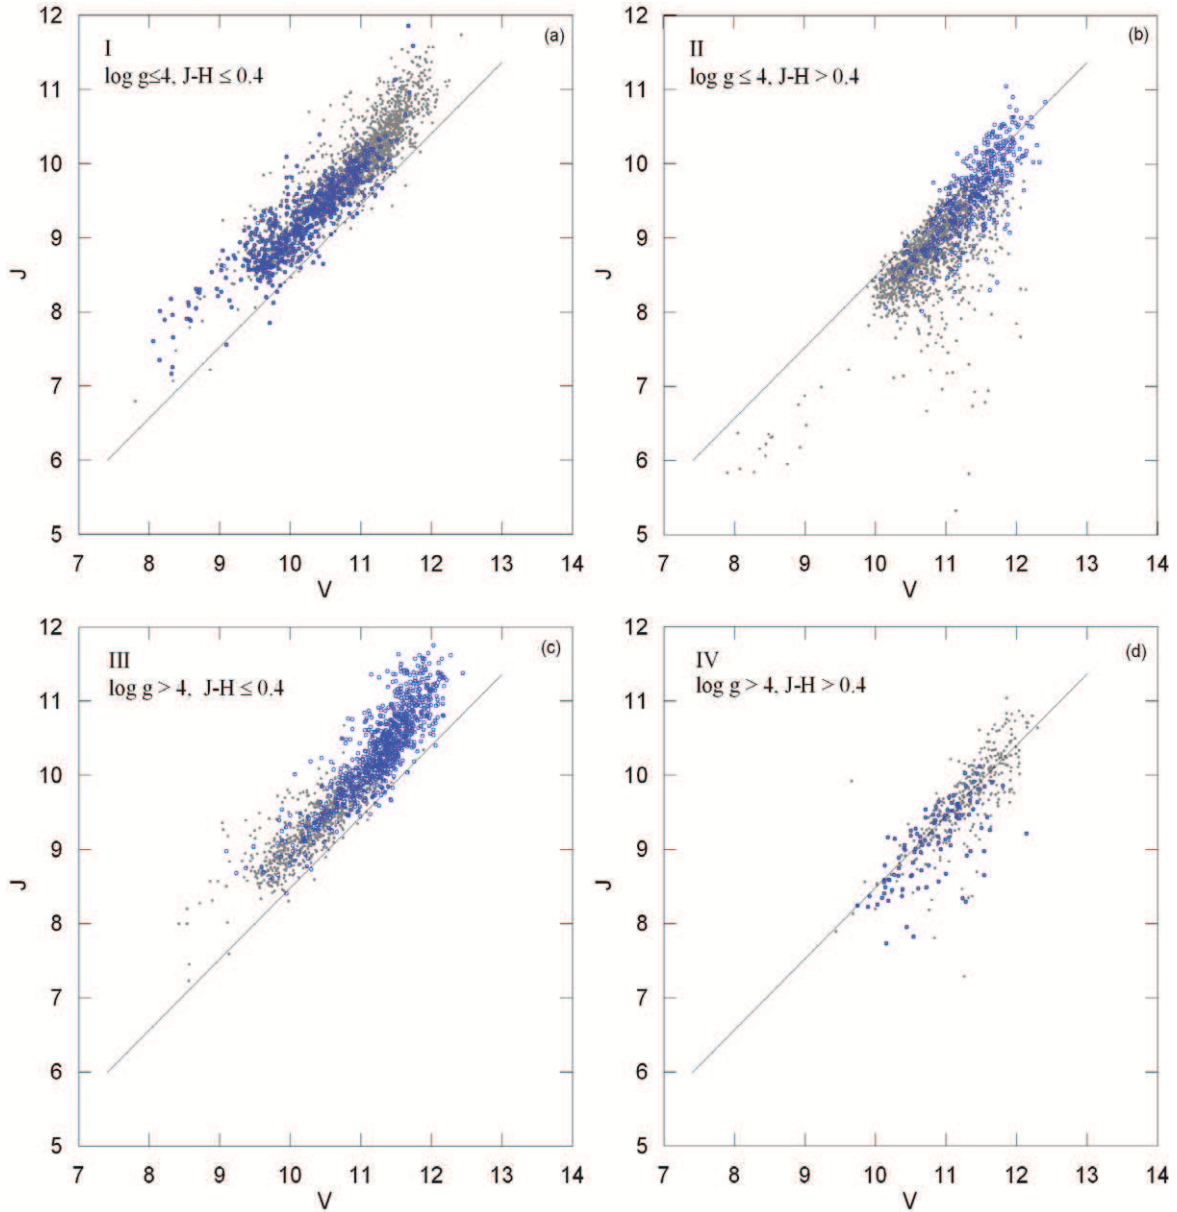 12
11
10
9
8
7
6
5
J
I
log g≤4, J-H ≤ 0.4
(a)
7 8 9 10 11 12 13 14
V
12
11
10
9
8
7
6
5
J
II
log g ≤ 4, J-H > 0.4
(b)
7 8 9 10 11 12 13 14
V
12
11
10
9
8
7
6
5
J
III
log g > 4, J-H ≤ 0.4
(c)
7 8 9 10 11 12 13 14
V
12
11
10
9
8
7
6
5
J
IV
log g > 4, J-H > 0.4
(d)
7 8 9 10 11 12 13 14
V